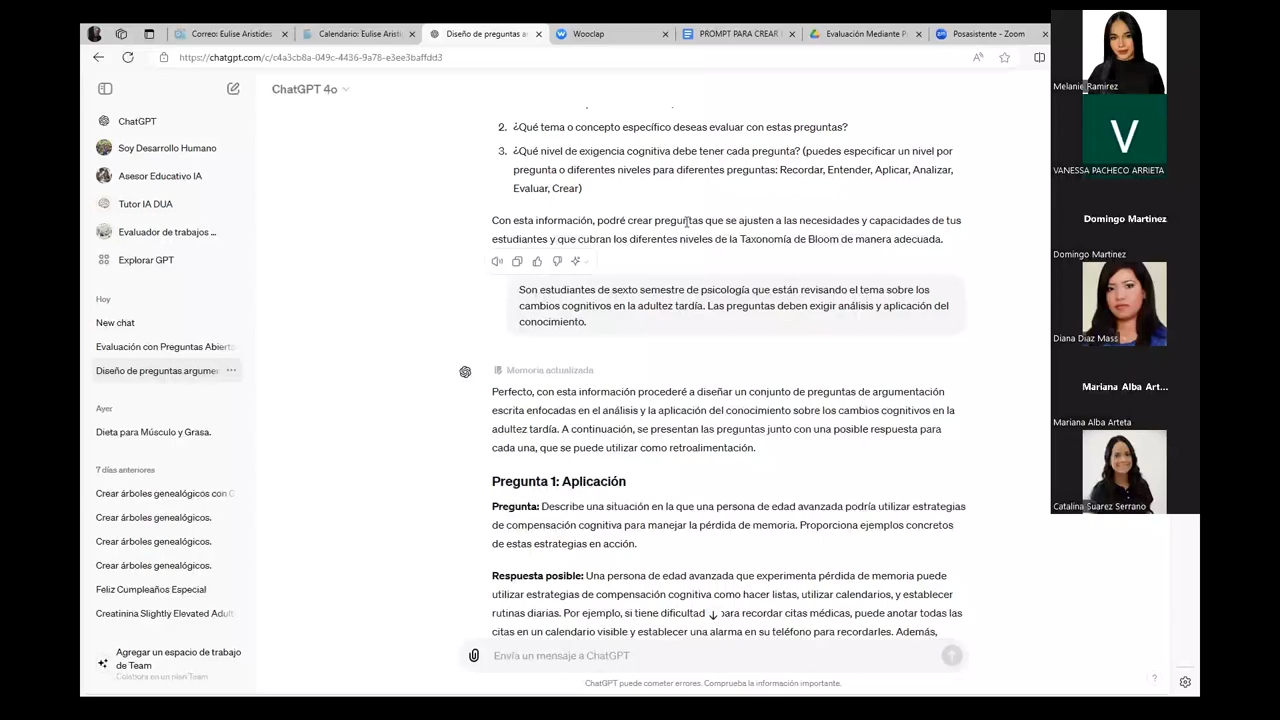 Correo: Eulise Aristides
Calendario: Eulise Aristi
Diseño de preguntas a
Wooclap
PROMPT PARA CREAR
Evaluación Mediante P
Posasistente - Zoom
https://chatgpt.com/c/c4a3cb8a-049c-4436-9a78-e3ee3baffdd3
ChatGPT 4o
ChatGPT
Soy Desarrollo Humano
Asesor Educativo IA
Tutor IA DUA
Evaluador de trabajos ...
Explorar GPT
Hoy
New chat
Evaluación con Preguntas Abierta
Diseño de preguntas argumen ...
Ayer
Dieta para Músculo y Grasa.
7 días anteriores
Crear árboles genealógicos con G
Crear árboles genealógicos.
Crear árboles genealógicos.
Crear árboles genealógicos.
Feliz Cumpleaños Especial
Creatinina Slightly Elevated Adult
Agregar un espacio de trabajo
de Team
Colabora en un plan Team
2. ¿Qué tema o concepto específico deseas evaluar con estas preguntas?
3. ¿Qué nivel de exigencia cognitiva debe tener cada pregunta? (puedes especificar un nivel por
pregunta o diferentes niveles para diferentes preguntas: Recordar, Entender, Aplicar, Analizar,
Evaluar, Crear)
Con esta información, podré crear preguntas que se ajusten a las necesidades y capacidades de tus
estudiantes y que cubran los diferentes niveles de la Taxonomía de Bloom de manera adecuada.
Son estudiantes de sexto semestre de psicología que están revisando el tema sobre los
cambios cognitivos en la adultez tardía. Las preguntas deben exigir análisis y aplicación del
conocimiento.
Memoria actualizada
Perfecto, con esta información procederé a diseñar un conjunto de preguntas de argumentación
escrita enfocadas en el análisis y la aplicación del conocimiento sobre los cambios cognitivos en la
adultez tardía. A continuación, se presentan las preguntas junto con una posible respuesta para
cada una, que se puede utilizar como retroalimentación.
Pregunta 1: Aplicación
Pregunta: Describe una situación en la que una persona de edad avanzada podría utilizar estrategias
de compensación cognitiva para manejar la pérdida de memoria. Proporciona ejemplos concretos
de estas estrategias en acción.
Respuesta posible: Una persona de edad avanzada que experimenta pérdida de memoria puede
utilizar estrategias de compensación cognitiva como hacer listas, utilizar calendarios, y establecer
rutinas diarias. Por ejemplo, si tiene dificultad para recordar citas médicas, puede anotar todas las
citas en un calendario visible y establecer una alarma en su teléfono para recordarles. Además,
Envía un mensaje a ChatGPT
ChatGPT puede cometer errores. Comprueba la información importante.
?
Melanie Ramirez
V
VANESSA PACHECO ARRIETA
Domingo Martinez
Domingo Martinez
Diana Diaz Mass
Mariana Alba Art...
Mariana Alba Arteta
Catalina Suarez Serrano